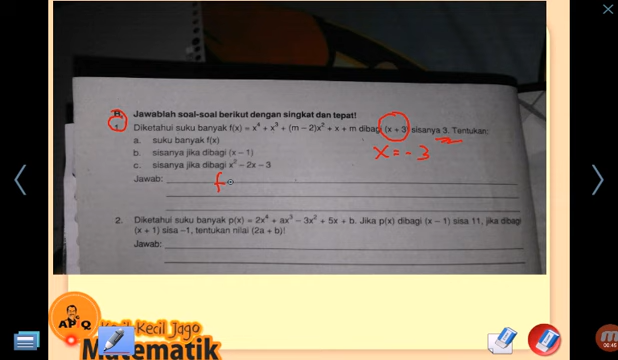 B. Jawablah soal-soal berikut dengan singkat dan tepat!
1. Diketahui suku banyak f(x) = x⁴ + x³ + (m – 2)x² + x + m dibagi (x + 3) sisanya 3. Tentukan:
a. suku banyak f(x)
b. sisanya jika dibagi (x – 1)
x = - 3
c. sisanya jika dibagi x² – 2x – 3
Jawab:
f
2. Diketahui suku banyak p(x) = 2x⁴ + ax³ – 3x² + 5x + b. Jika p(x) dibagi (x – 1) sisa 11, jika dibagi
(x + 1) sisa –1, tentukan nilai (2a + b)!
Jawab:
Kecil Jago
APIQ
Matematik